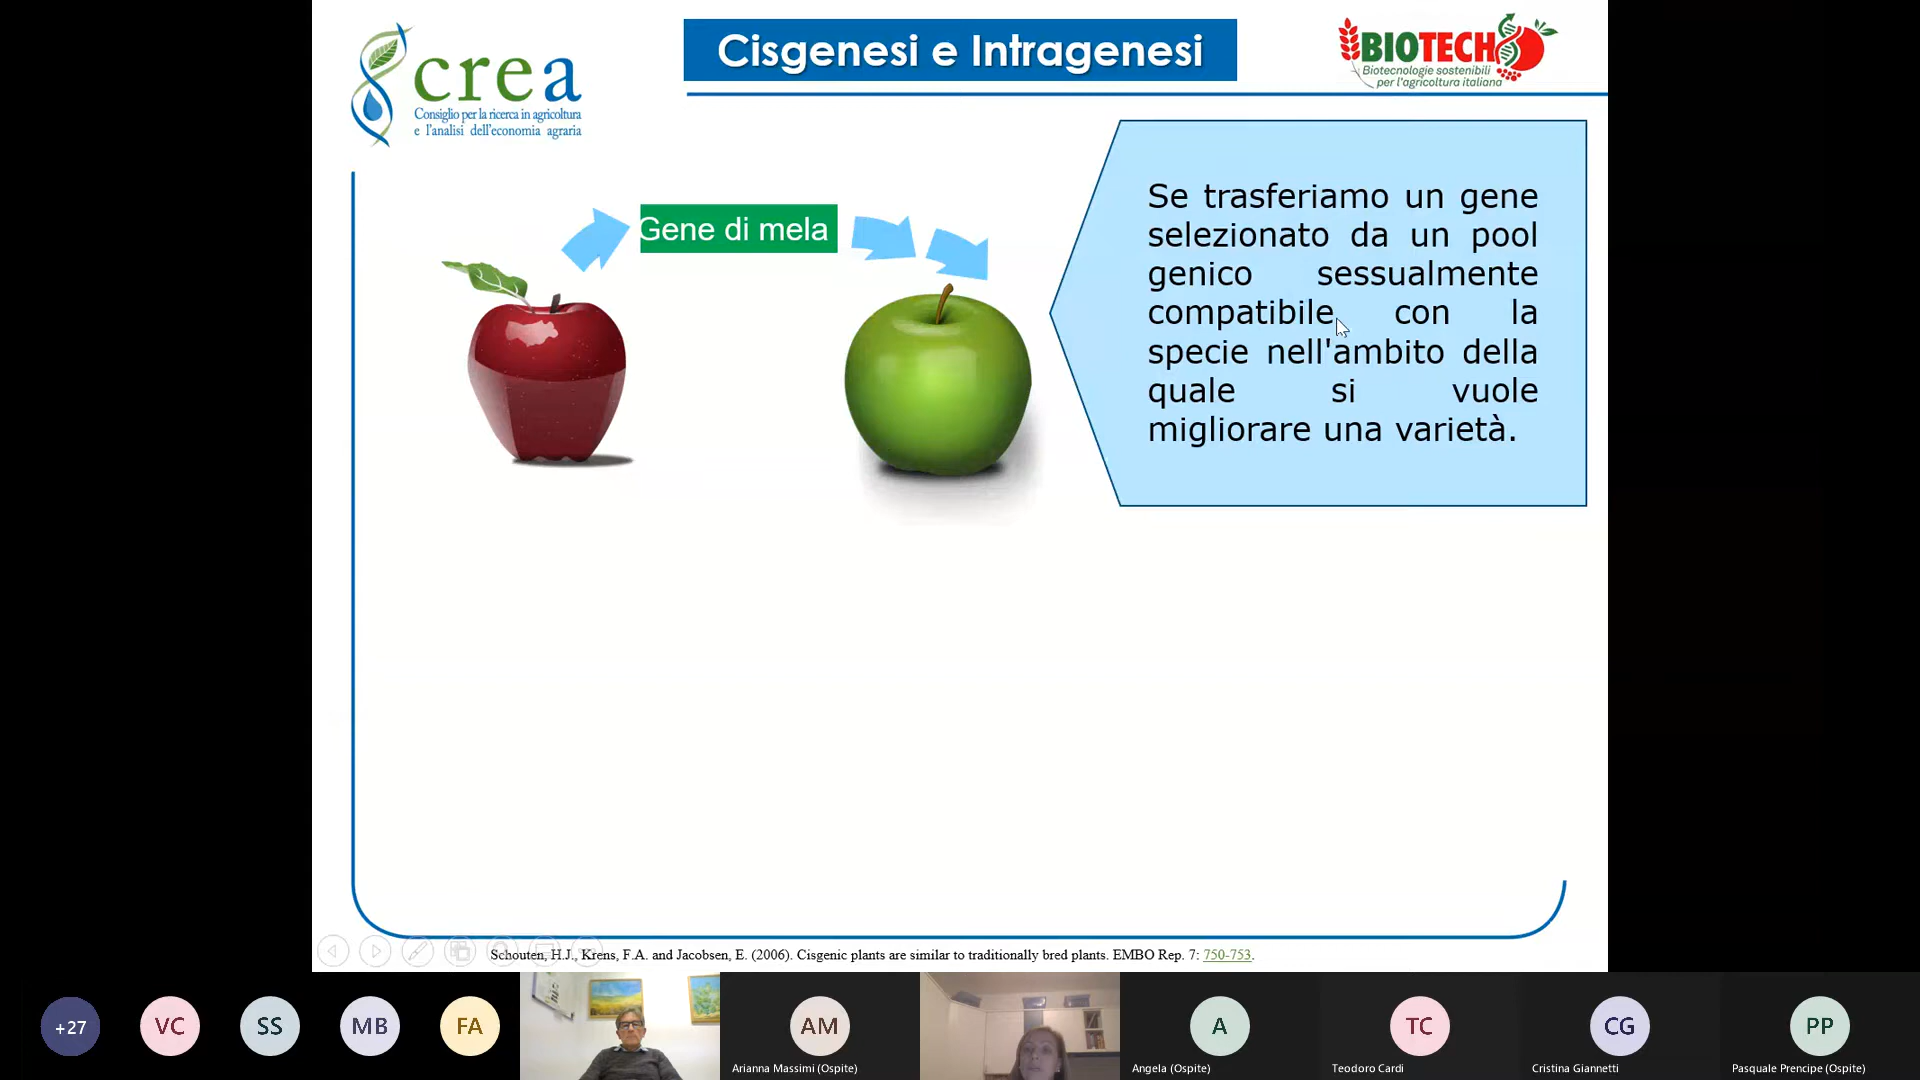 crea
Consiglio per la ricerca in agricoltura
e l'analisi dell'economia agraria
Cisgenesi e Intragenesi
BIOTECH
Biotecnologie sostenibili
per l'agricoltura italiana
Gene di mela
Se trasferiamo un gene
selezionato da un pool
genico sessualmente
compatibile con la
specie nell'ambito della
quale si vuole
migliorare una varietà.
Schouten, H.J., Krens, F.A. and Jacobsen, E. (2006). Cisgenic plants are similar to traditionally bred plants. EMBO Rep. 7: 750-753.
+27
VC
SS
MB
FA
AM
Arianna Massimi (Ospite)
A
Angela (Ospite)
TC
Teodoro Cardi
CG
Cristina Giannetti
PP
Pasquale Prencipe (Ospite)